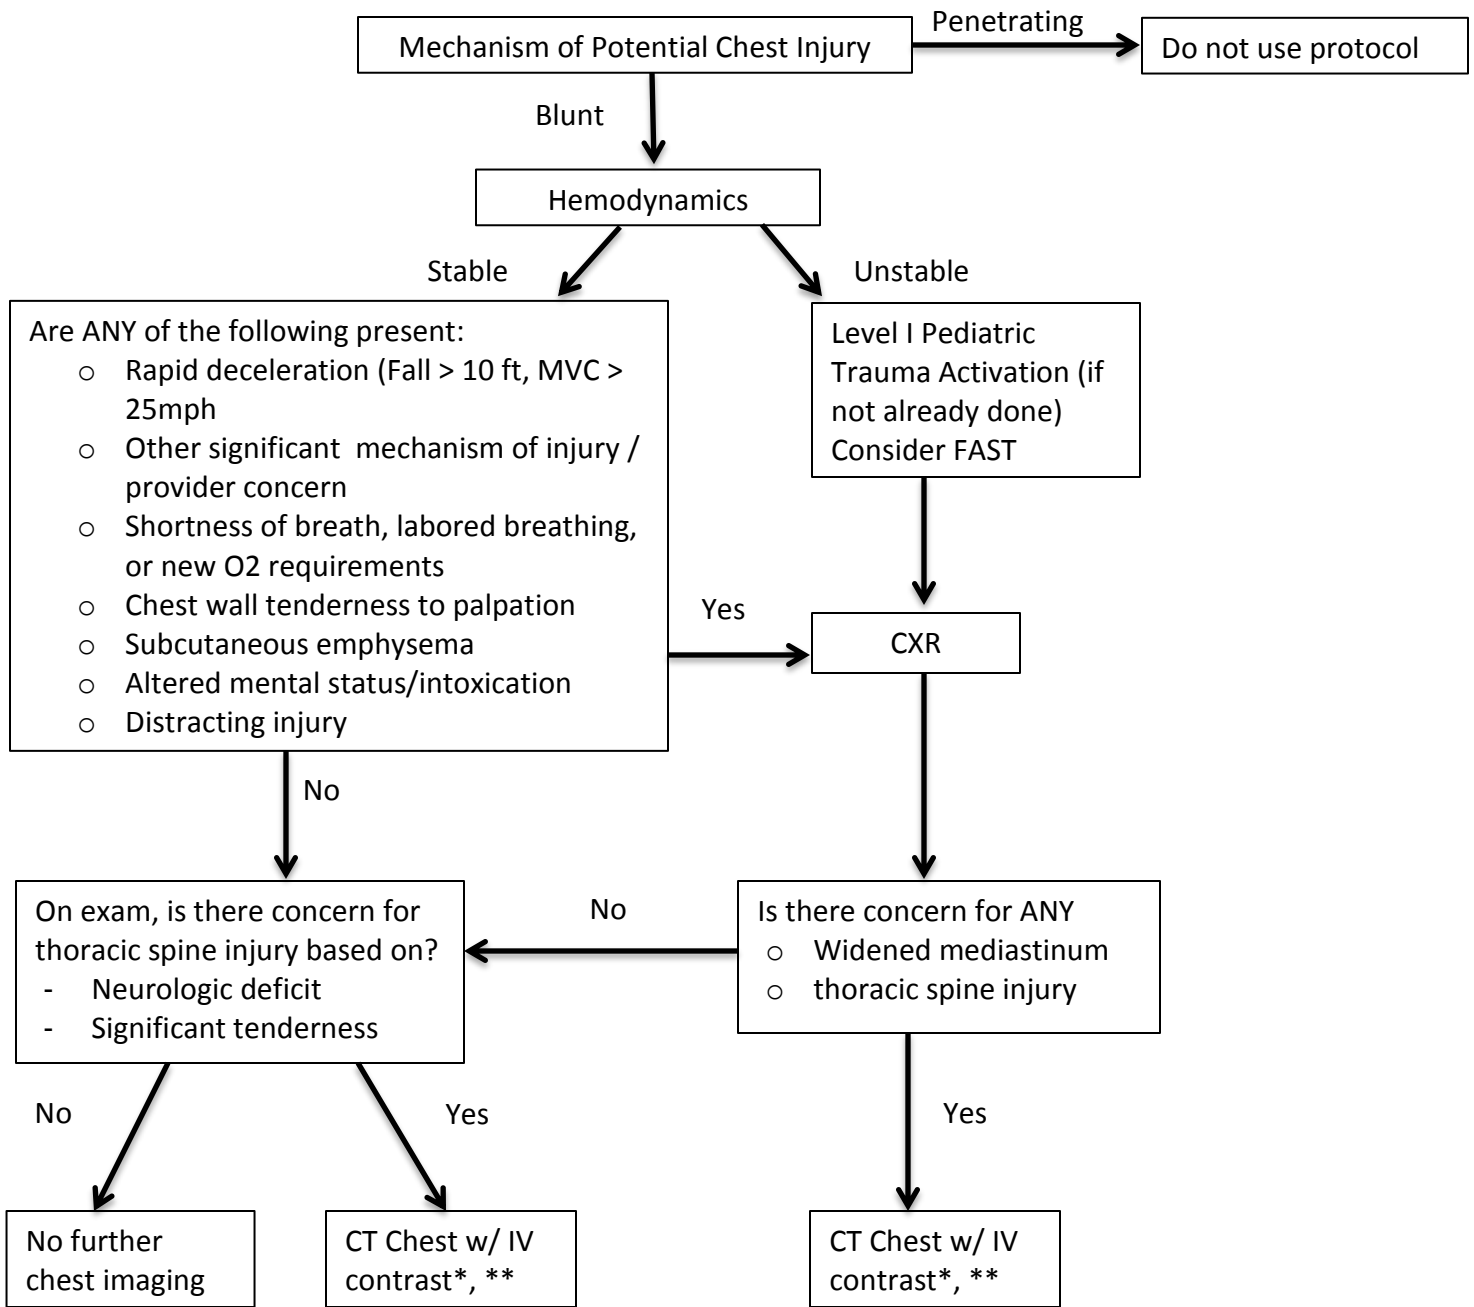 Mechanism of Potential Chest Injury
Penetrating
Do not use protocol
Blunt
Hemodynamics
Stable
Unstable
Are ANY of the following present:
o Rapid deceleration (Fall > 10 ft, MVC >
25mph
o Other significant  mechanism of injury /
provider concern
o Shortness of breath, labored breathing,
or new O2 requirements
o Chest wall tenderness to palpation
o Subcutaneous emphysema
o Altered mental status/intoxication
o Distracting injury
Level I Pediatric
Trauma Activation (if
not already done)
Consider FAST
Yes
CXR
No
On exam, is there concern for
thoracic spine injury based on?
- Neurologic deficit
- Significant tenderness
No
Is there concern for ANY
o Widened mediastinum
o thoracic spine injury
No
Yes
Yes
No further
chest imaging
CT Chest w/ IV
contrast*, **
CT Chest w/ IV
contrast*, **